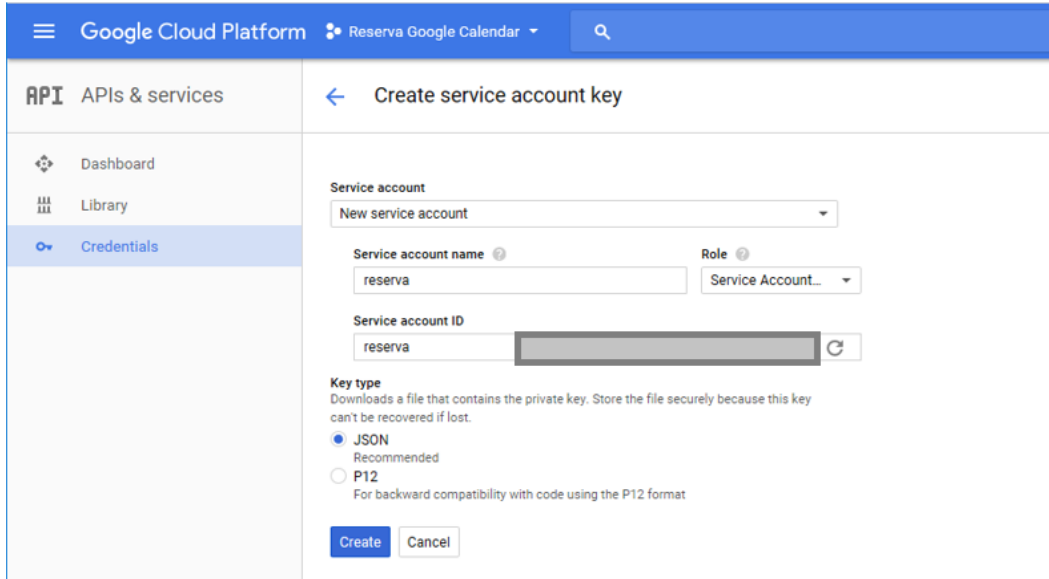 Google Cloud Platform Reserva Google Calendar
API APIs & services
Create service account key
Dashboard
Library
Credentials
Service account
New service account
Service account name Role
reserva Service Account...
Service account ID
reserva
Key type
Downloads a file that contains the private key. Store the file securely because this key
can't be recovered if lost.
JSON
Recommended
P12
For backward compatibility with code using the P12 format
Create Cancel